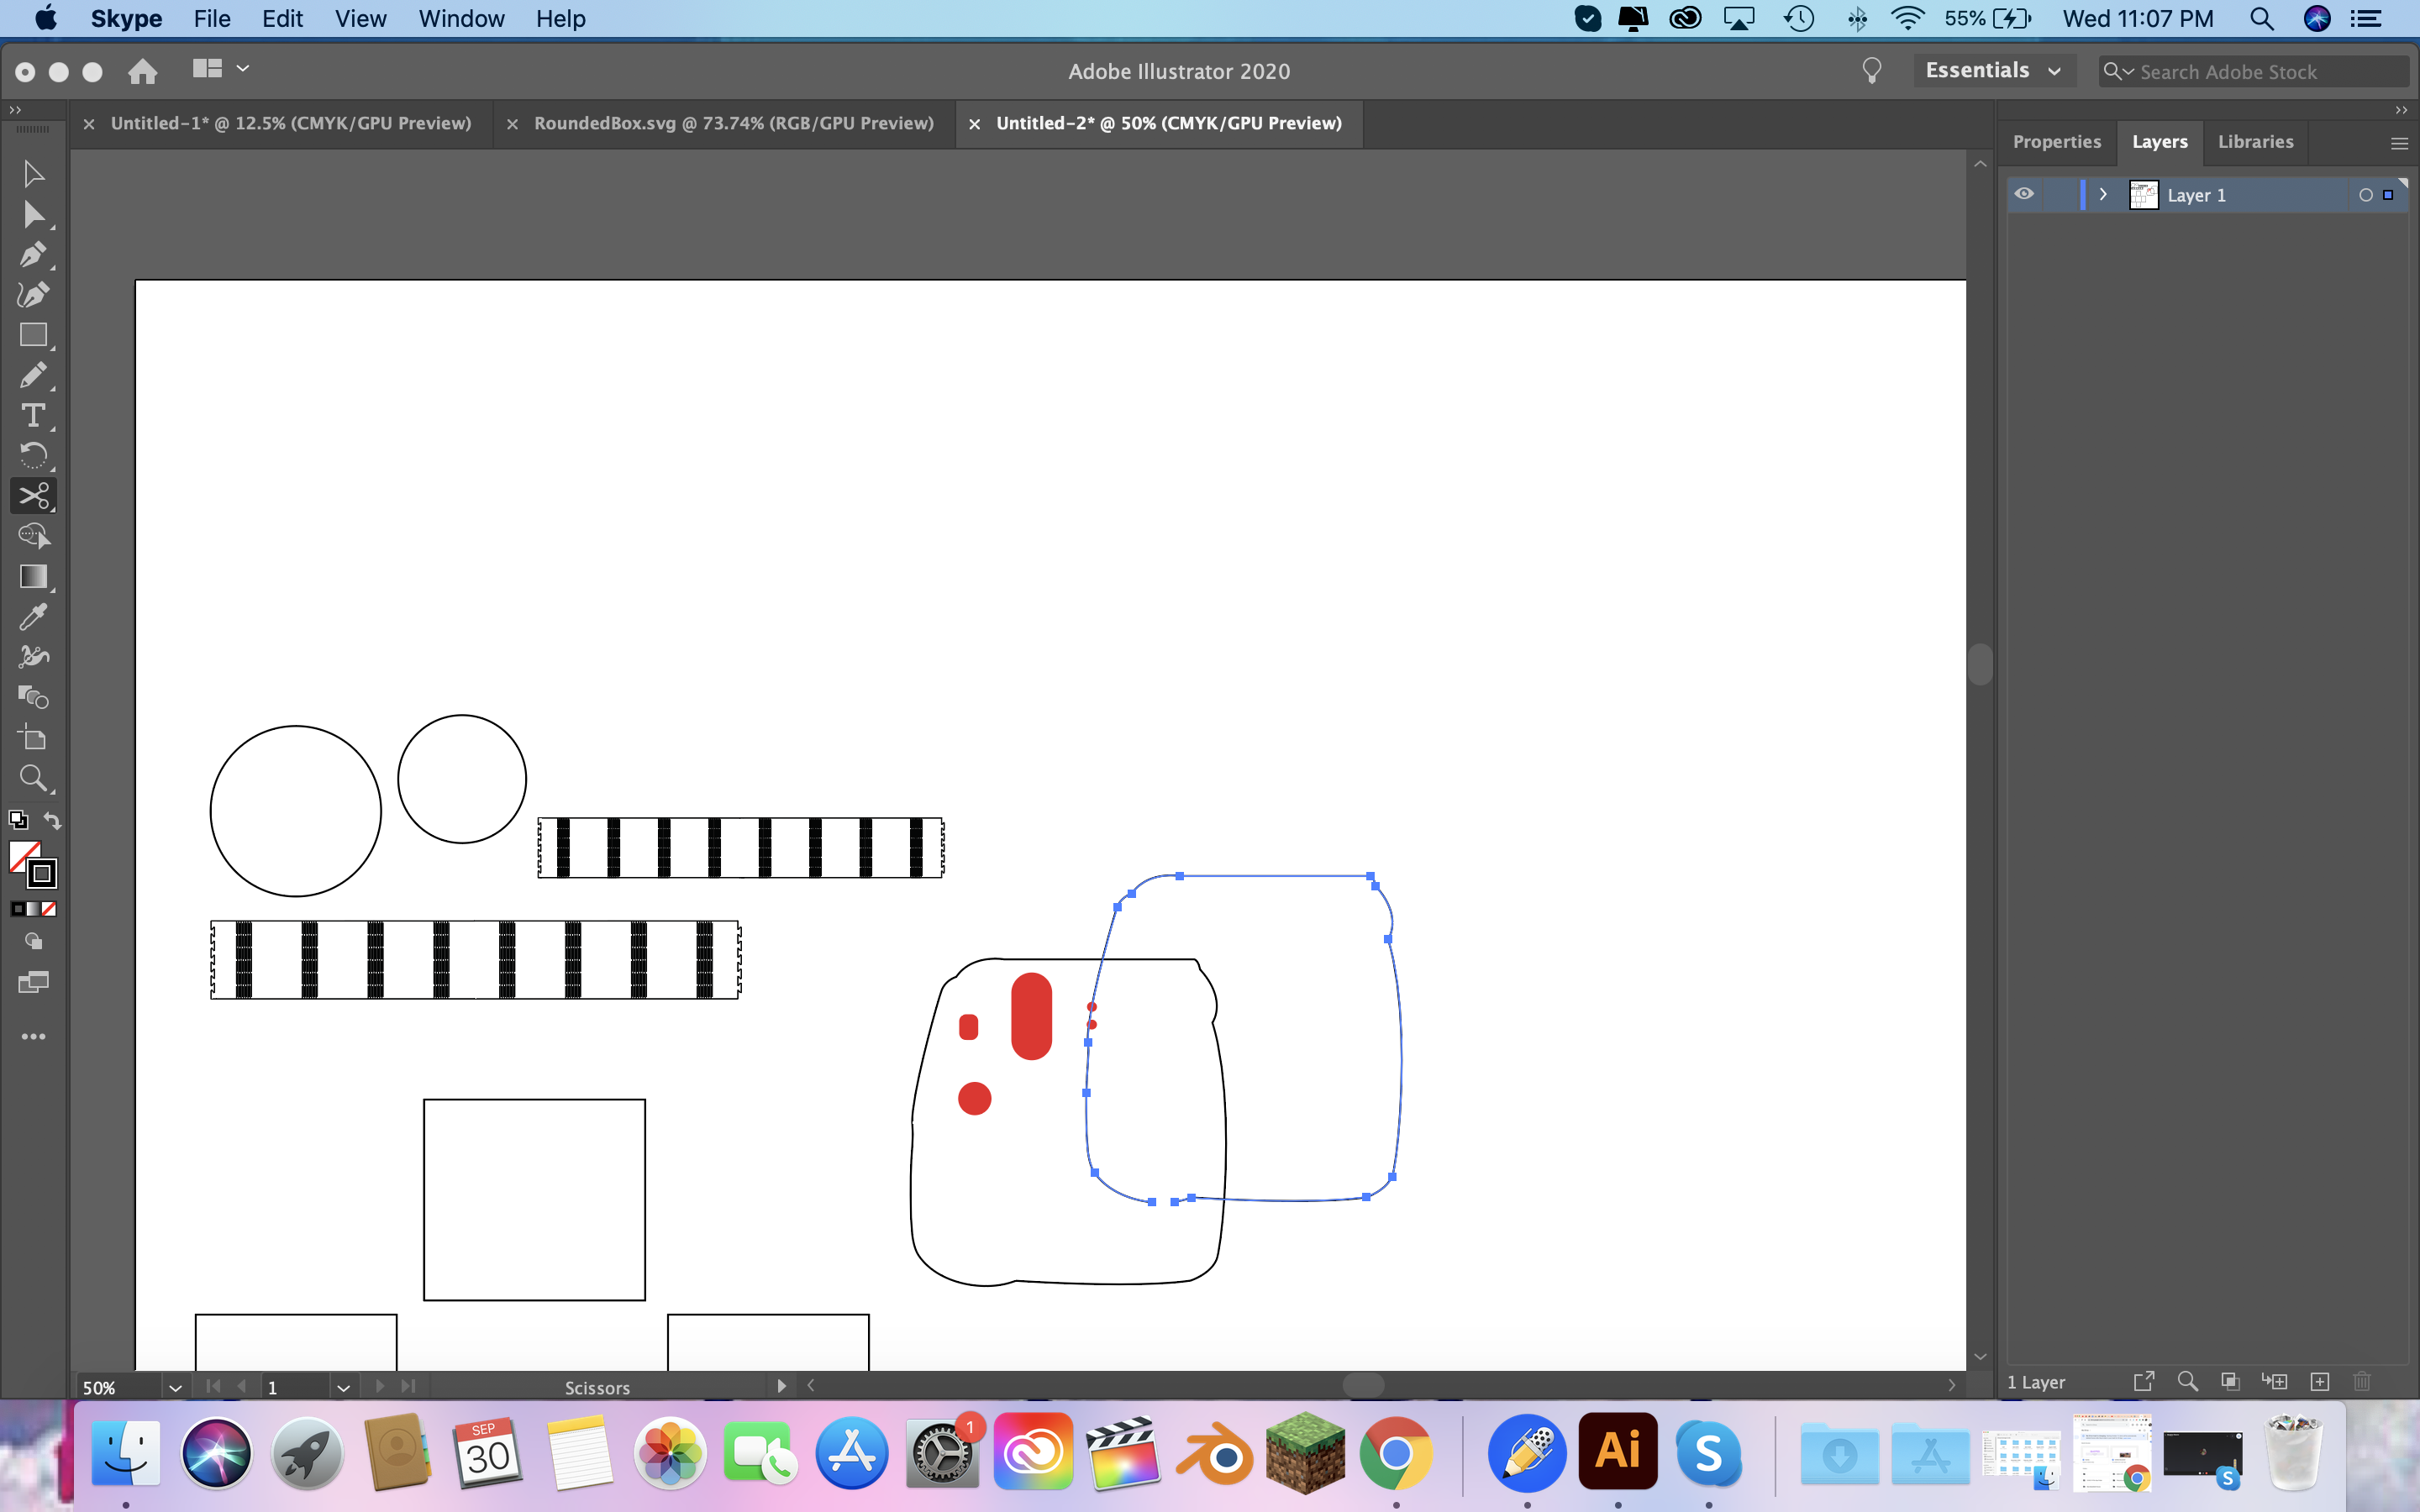 Skype File Edit View Window Help 55% Wed 11:07 PM
Adobe Illustrator 2020 Essentials Search Adobe Stock
Untitled-1* @ 12.5% (CMYK/GPU Preview) RoundedBox.svg @ 73.74% (RGB/GPU Preview) Untitled-2* @ 50% (CMYK/GPU Preview)
Properties Layers Libraries
Layer 1
50% 1 Scissors 1 Layer
SEP 30 1 Ai S